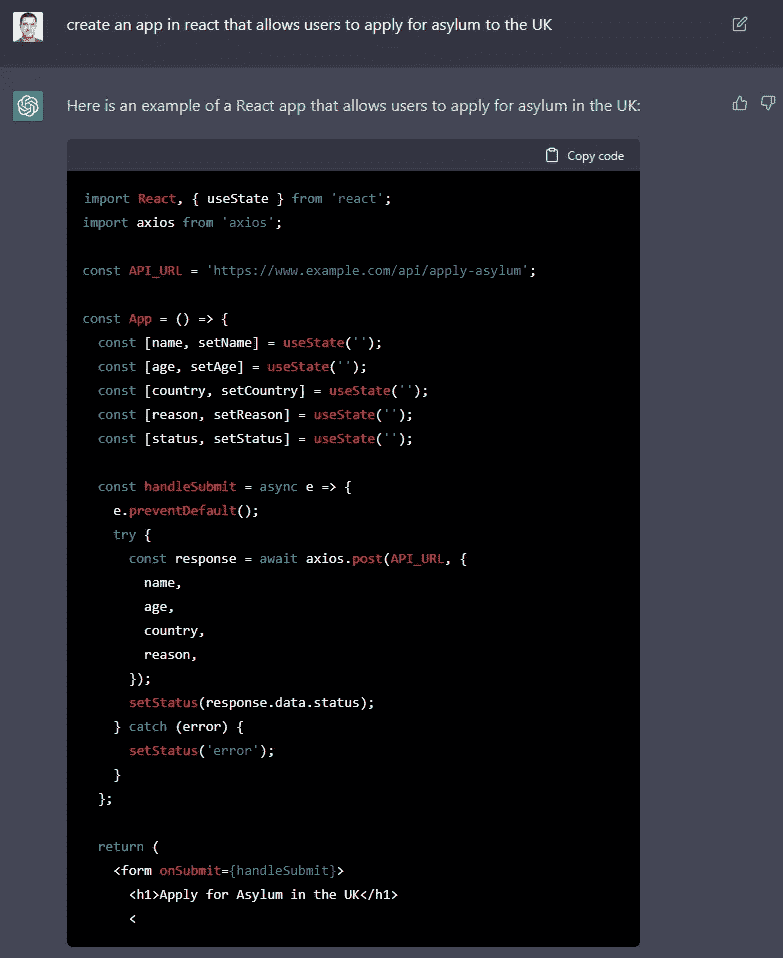 create an app in react that allows users to apply for asylum to the UK
Here is an example of a React app that allows users to apply for asylum in the UK:
Copy code
import React, { useState } from 'react';
import axios from 'axios';
const API_URL = 'https://www.example.com/api/apply-asylum';
const App = () => {
const [name, setName] = useState('');
const [age, setAge] = useState('');
const [country, setCountry] = useState('');
const [reason, setReason] = useState('');
const [status, setStatus] = useState('');
const handleSubmit = async e => {
e.preventDefault();
try {
const response = await axios.post(API_URL, {
name,
age,
country,
reason,
});
setStatus(response.data.status);
} catch (error) {
setStatus('error');
}
};
return (
<form onSubmit={handleSubmit}>
<h1>Apply for Asylum in the UK</h1>
<